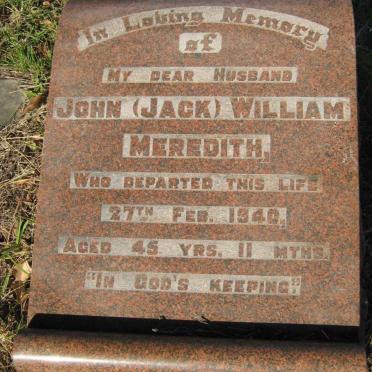 In Loving Memory
of
MY DEAR HUSBAND
JOHN (JACK) WILLIAM
MEREDITH,
WHO DEPARTED THIS LIFE
27TH FEB. 1940,
AGED 45 YRS. 11 MTHS.
"IN GOD'S KEEPING"